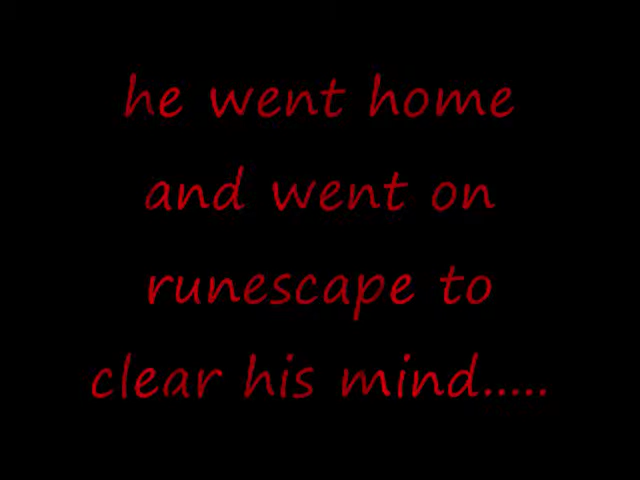 he went home
and went on
runescape to
clear his mind.....